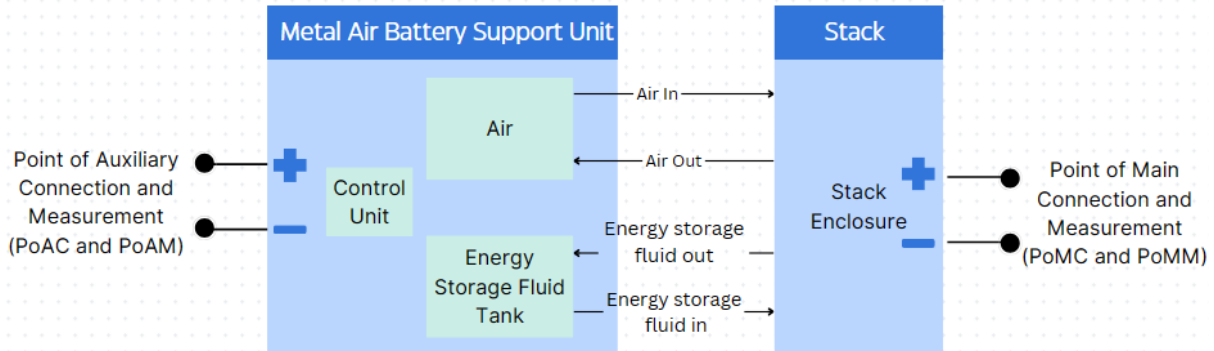 Metal Air Battery Support Unit
Stack
Air
Air In
Air Out
Point of Auxiliary
Connection and
Measurement
(PoAC and PoAM)
Control
Unit
Stack
Enclosure
Point of Main
Connection and
Measurement
(PoMC and PoMM)
Energy
Storage Fluid
Tank
Energy storage
fluid out
Energy storage
fluid in